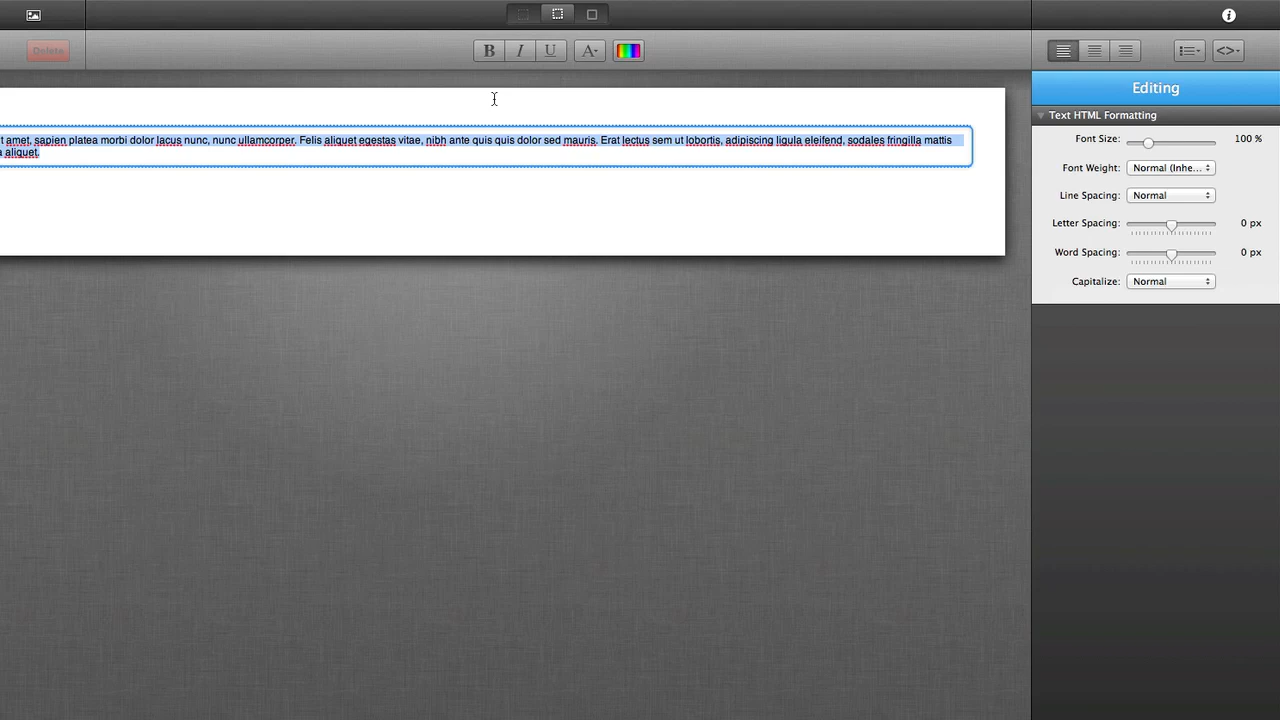 Delete
B I U A
<>
Editing
t amet, sapien platea morbi dolor lacus nunc, nunc ullamcorper. Felis aliquet egestas vitae, nibh ante quis quis dolor sed mauris. Erat lectus sem ut lobortis, adipiscing ligula eleifend, sodales fringilla mattis
a aliquet.
Text HTML Formatting
Font Size: 100 %
Font Weight: Normal (Inhe...
Line Spacing: Normal
Letter Spacing: 0 px
Word Spacing: 0 px
Capitalize: Normal